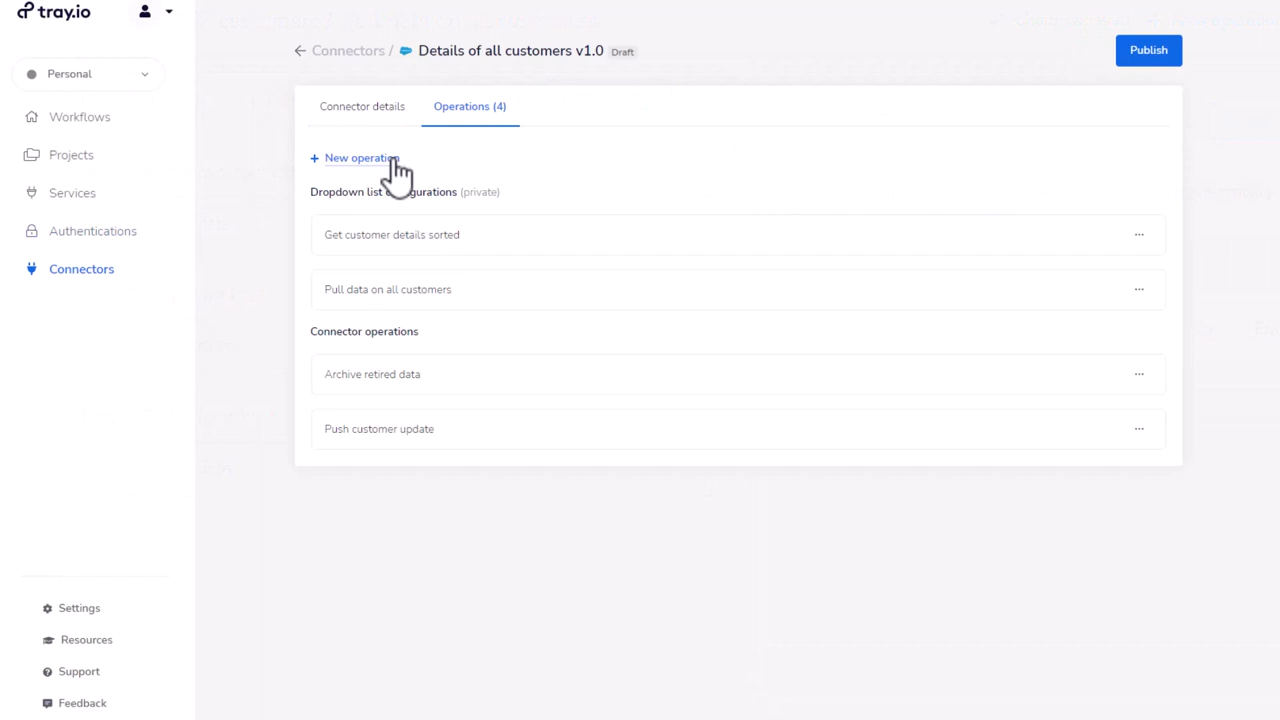 tray.io
Personal
Workflows
Projects
Services
Authentications
Connectors
Settings
Resources
Support
Feedback
Connectors / Details of all customers v1.0 Draft
Publish
Connector details
Operations (4)
+ New operation
Dropdown list configurations (private)
Get customer details sorted
Pull data on all customers
Connector operations
Archive retired data
Push customer update